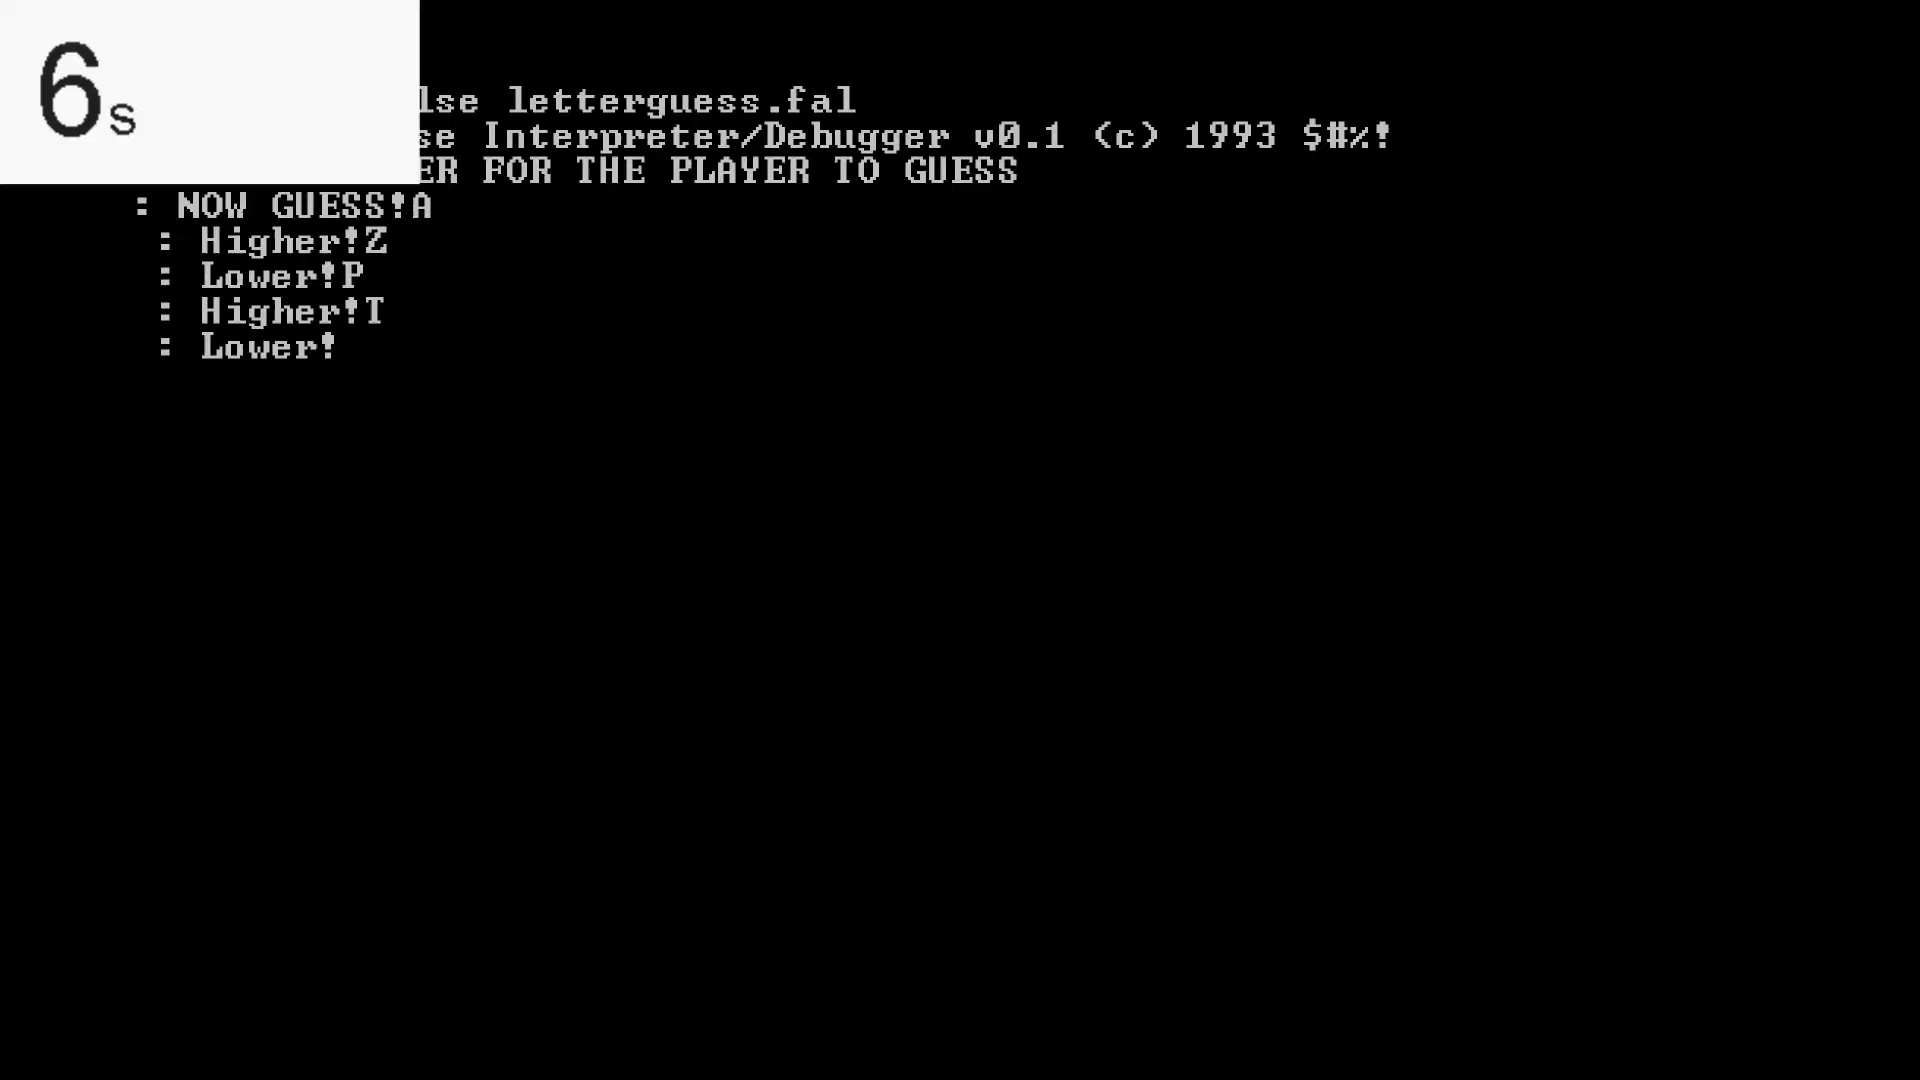 6s
lse letterguess.fal
se Interpreter/Debugger v0.1 (c) 1993 $#%!
ER FOR THE PLAYER TO GUESS
: NOW GUESS!A
: Higher!Z
: Lower!P
: Higher!T
: Lower!